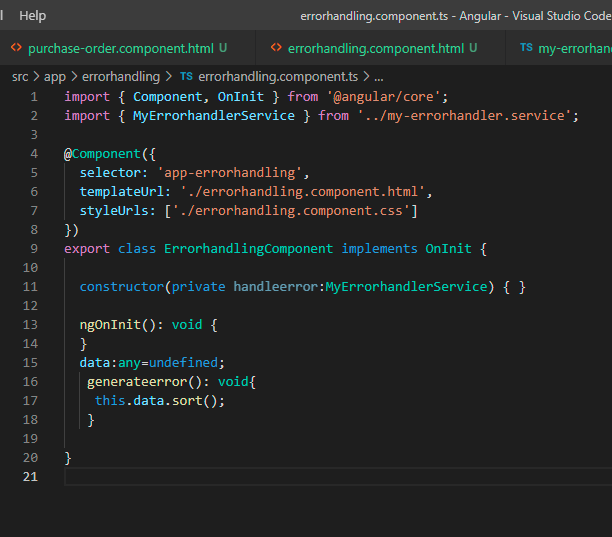 Help
errorhandling.component.ts - Angular - Visual Studio Code
<> purchase-order.component.html U
<> errorhandling.component.html U
TS my-errorhan
src > app > errorhandling > TS errorhandling.component.ts > ...
1 import { Component, OnInit } from '@angular/core';
2 import { MyErrorhandlerService } from '../my-errorhandler.service';
3
4 @Component({
5   selector: 'app-errorhandling',
6   templateUrl: './errorhandling.component.html',
7   styleUrls: ['./errorhandling.component.css']
8 })
9 export class ErrorhandlingComponent implements OnInit {
10
11   constructor(private handleerror:MyErrorhandlerService) { }
12
13   ngOnInit(): void {
14   }
15   data:any=undefined;
16    generateerror(): void{
17     this.data.sort();
18    }
19
20 }
21